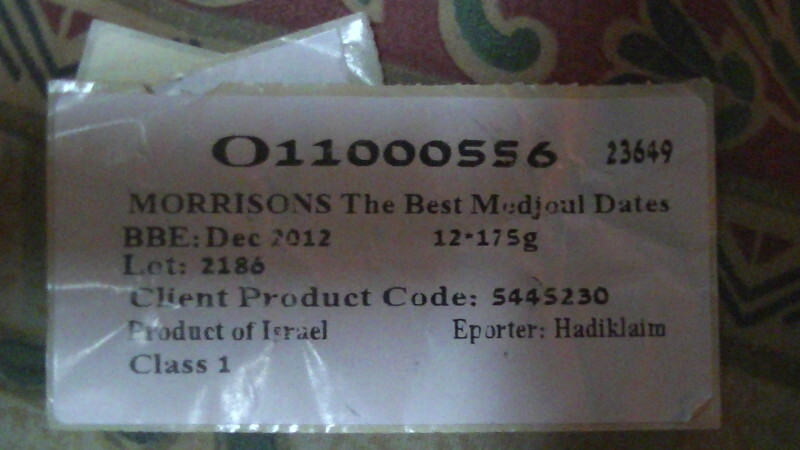 O11000556 23649
MORRISONS The Best Medjoul Dates
BBE: Dec 2012 12*175g
Lot: 2186
Client Product Code: 5445230
Product of Israel Eporter: Hadiklaim
Class 1